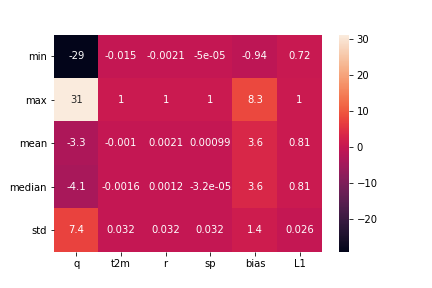 min -29 -0.015 -0.0021 -5e-05 -0.94 0.72
max 31 1 1 1 8.3 1
mean -3.3 -0.001 0.0021 0.00099 3.6 0.81
median -4.1 -0.0016 0.0012 -3.2e-05 3.6 0.81
std 7.4 0.032 0.032 0.032 1.4 0.026
q t2m r sp bias L1
30
20
10
0
−10
−20